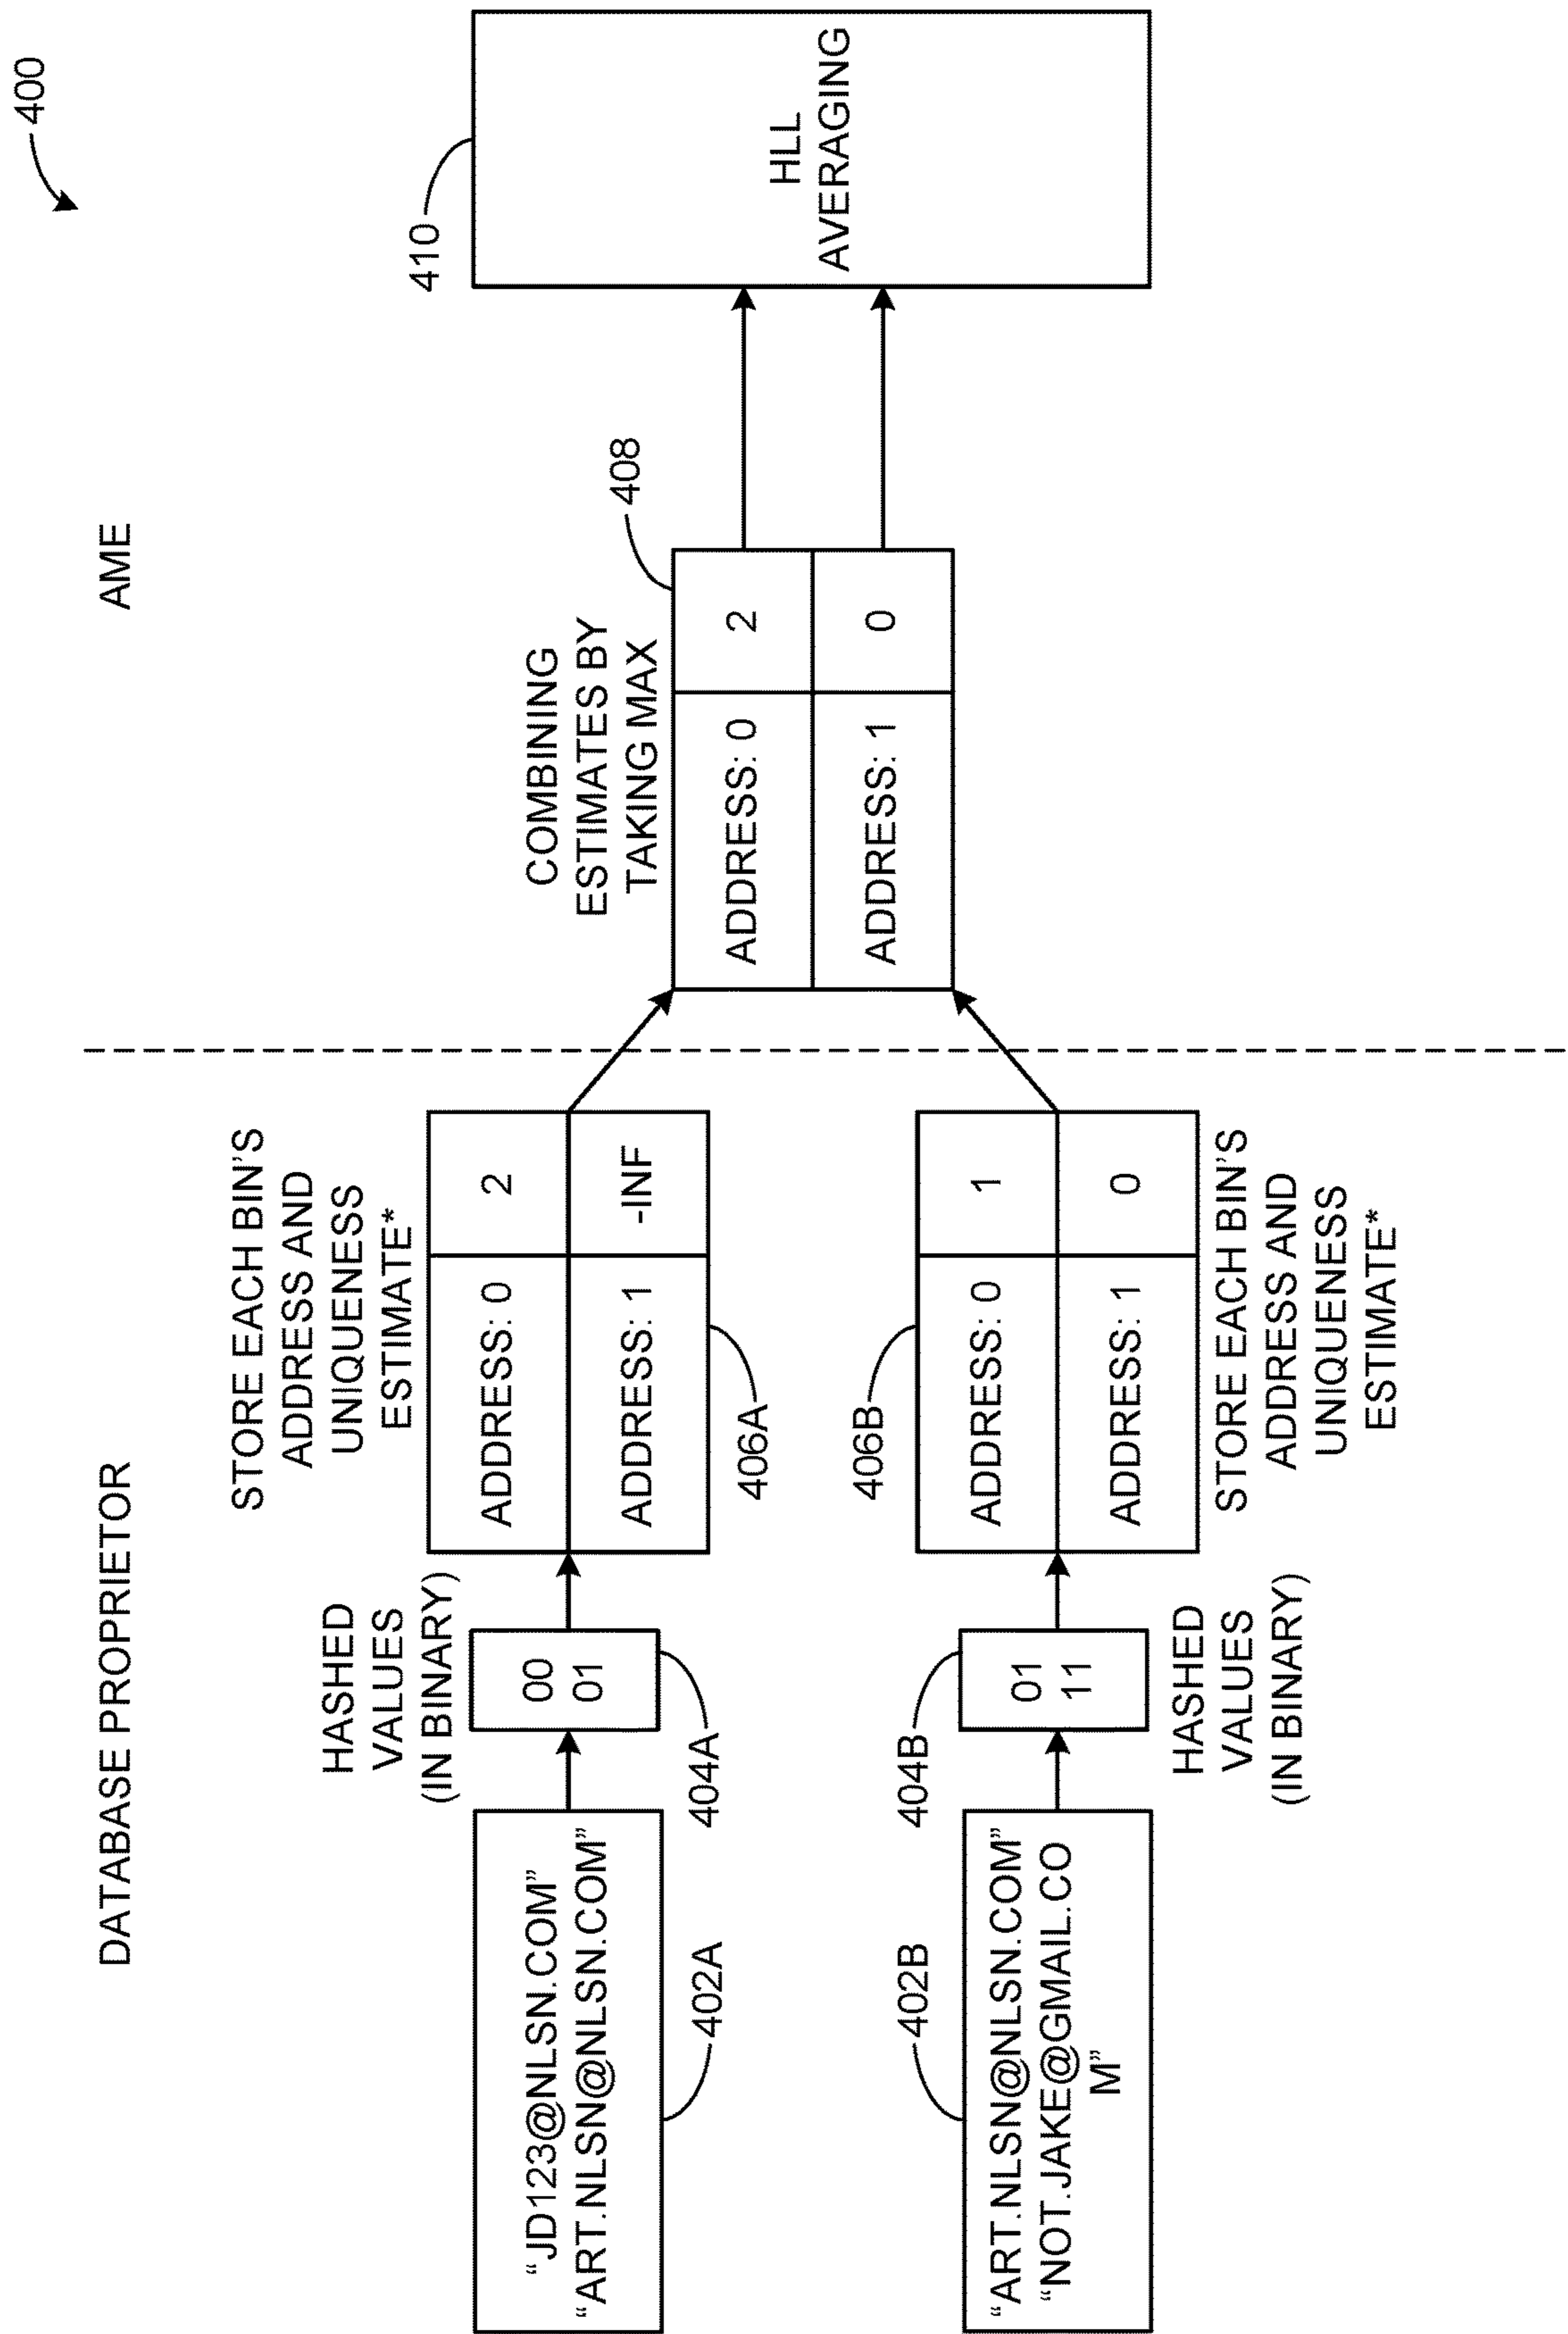 400
DATABASE PROPRIETOR
AME
STORE EACH BIN'S
ADDRESS AND
UNIQUENESS
ESTIMATE*
HASHED
VALUES
(IN BINARY)
"JD123@NLSN.COM"
"ART.NLSN@NLSN.COM"
402A
00
01
404A
ADDRESS: 0
2
ADDRESS: 1
-INF
406A
COMBINING
ESTIMATES BY
TAKING MAX
408
ADDRESS: 0
2
ADDRESS: 1
0
410
HLL
AVERAGING
402B
"ART.NLSN@NLSN.COM"
"NOT.JAKE@GMAIL.CO
M"
404B
01
11
HASHED
VALUES
(IN BINARY)
406B
ADDRESS: 0
1
ADDRESS: 1
0
STORE EACH BIN'S
ADDRESS AND
UNIQUENESS
ESTIMATE*